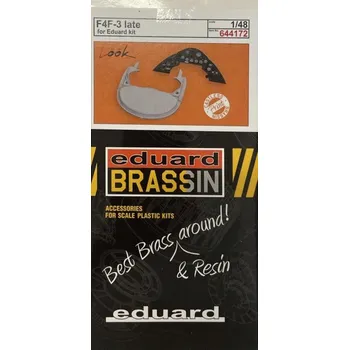 F4F-3 late
for Eduard kit
1/48
644172
Look
eduard
BRASSIN
ACCESSORIES
FOR SCALE PLASTIC KITS
Best Brass around!
& Resin
eduard